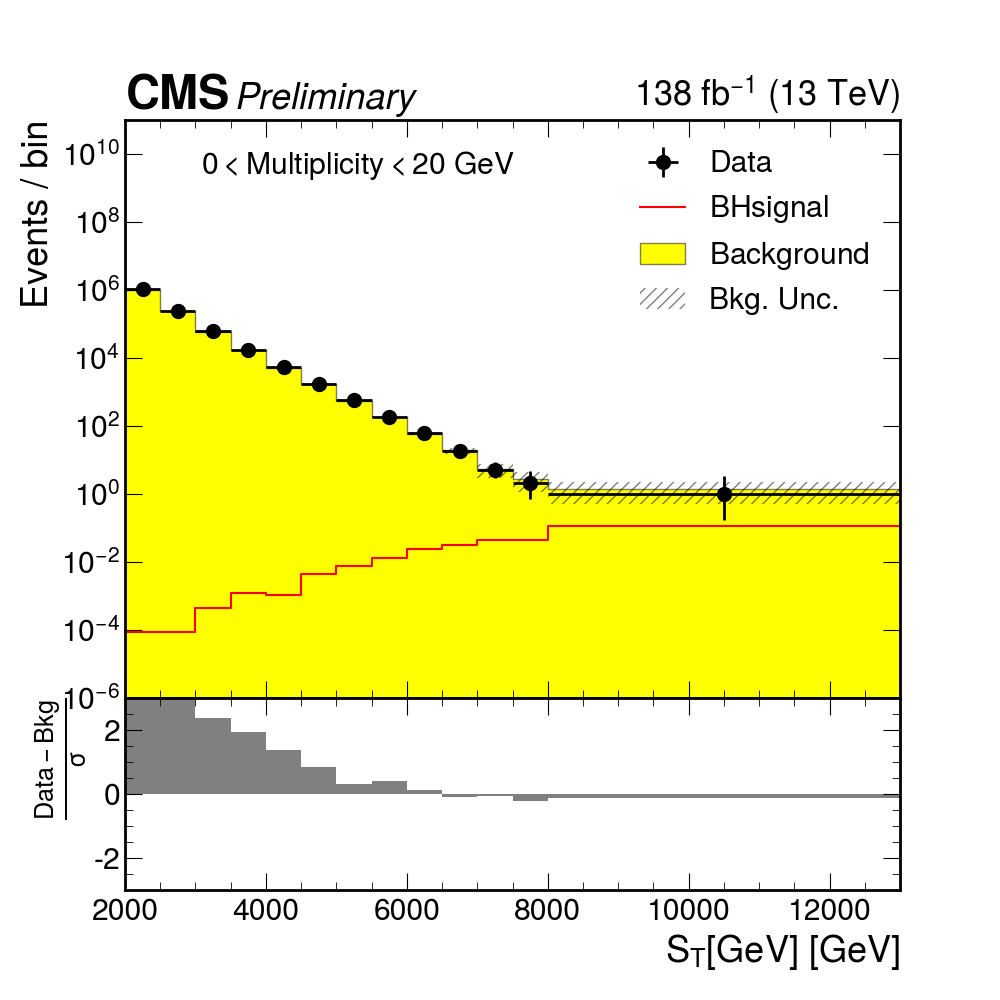 CMS Preliminary 138 fb⁻¹ (13 TeV)
Events / bin
0 < Multiplicity < 20 GeV
Data
BHsignal
Background
Bkg. Unc.
10¹⁰
10⁸
10⁶
10⁴
10²
10⁰
10⁻²
10⁻⁴
10⁻⁶
Data – Bkg
σ
2
0
-2
2000 4000 6000 8000 10000 12000
S_T[GeV] [GeV]